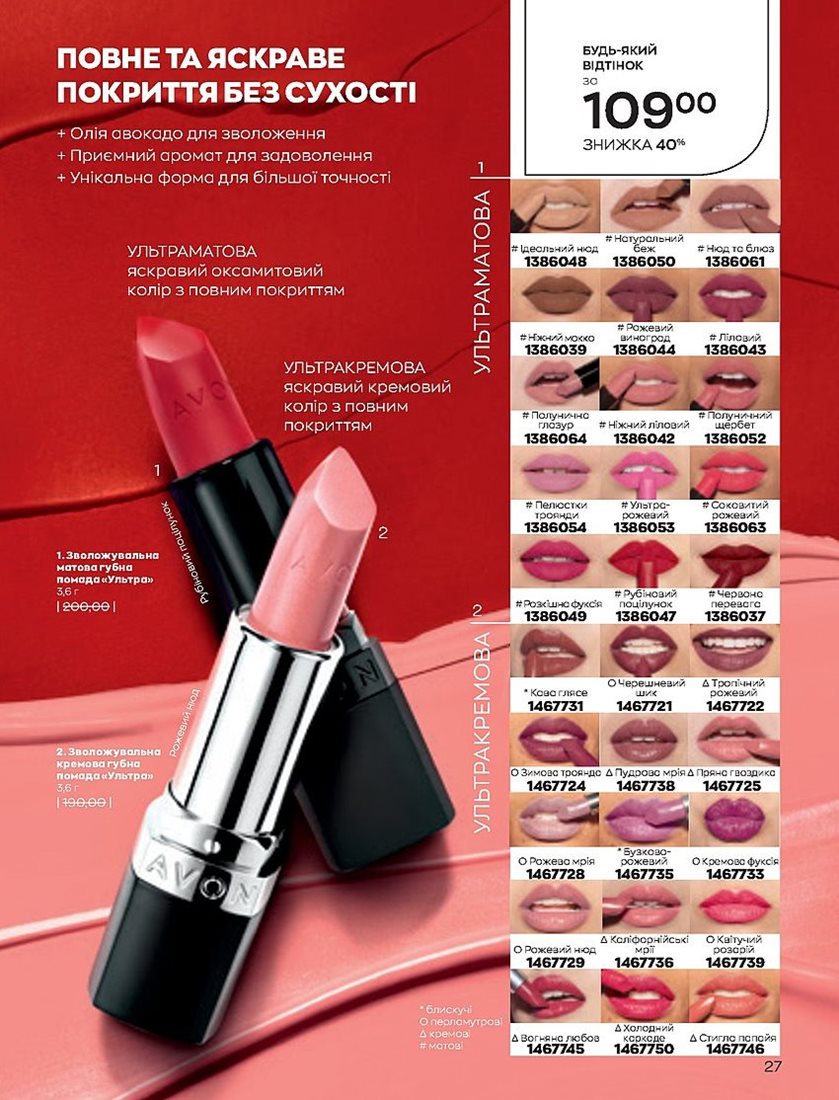 ПОВНЕ ТА ЯСКРАВЕ
ПОКРИТТЯ БЕЗ СУХОСТІ
+ Олія авокадо для зволоження
+ Приємний аромат для задоволення
+ Унікальна форма для більшої точності
БУДЬ-ЯКИЙ
ВІДТІНОК
за
109⁰⁰
ЗНИЖКА 40%
УЛЬТРАМАТОВА
яскравий оксамитовий
колір з повним покриттям
УЛЬТРАКРЕМОВА
яскравий кремовий
колір з повним
покриттям
AVON
1
Рубіновий поцілунок
AVON
2
1. Зволожувальна
матова губна
помада «Ультра»
3,6 г
| 200,00 |
Рожевий нюд
2. Зволожувальна
кремова губна
помада «Ультра»
3,6 г
| 190,00 |
AVON
1
УЛЬТРАМАТОВА
# Ідеальний нюд
1386048
# Натуральний
беж
1386050
# Нюд та блюз
1386061
# Ніжний мокко
1386039
# Рожевий
виноград
1386044
# Ліловий
1386043
# Полунична
глазур
1386064
# Ніжний ліловий
1386042
# Полуничний
щербет
1386052
# Пелюстки
троянди
1386054
# Ультра-
рожевий
1386053
# Соковитий
рожевий
1386063
# Розкішна фуксія
1386049
# Рубіновий
поцілунок
1386047
# Червона
перевага
1386037
2
УЛЬТРАКРЕМОВА
* Кава глясе
1467731
О Черешневий
шик
1467721
Δ Тропічний
рожевий
1467722
О Зимова троянда
1467724
Δ Пудрова мрія
1467738
Δ Пряна гвоздика
1467725
О Рожева мрія
1467728
* Бузково-
рожевий
1467735
О Кремова фуксія
1467733
О Рожевий нюд
1467729
Δ Каліфорнійські
мрії
1467736
О Квітучий
розарій
1467739
Δ Вогняна любов
1467745
Δ Холодний
каркаде
1467750
Δ Стигла папайя
1467746
* блискучі
О перламутрові
Δ кремові
# матові
27